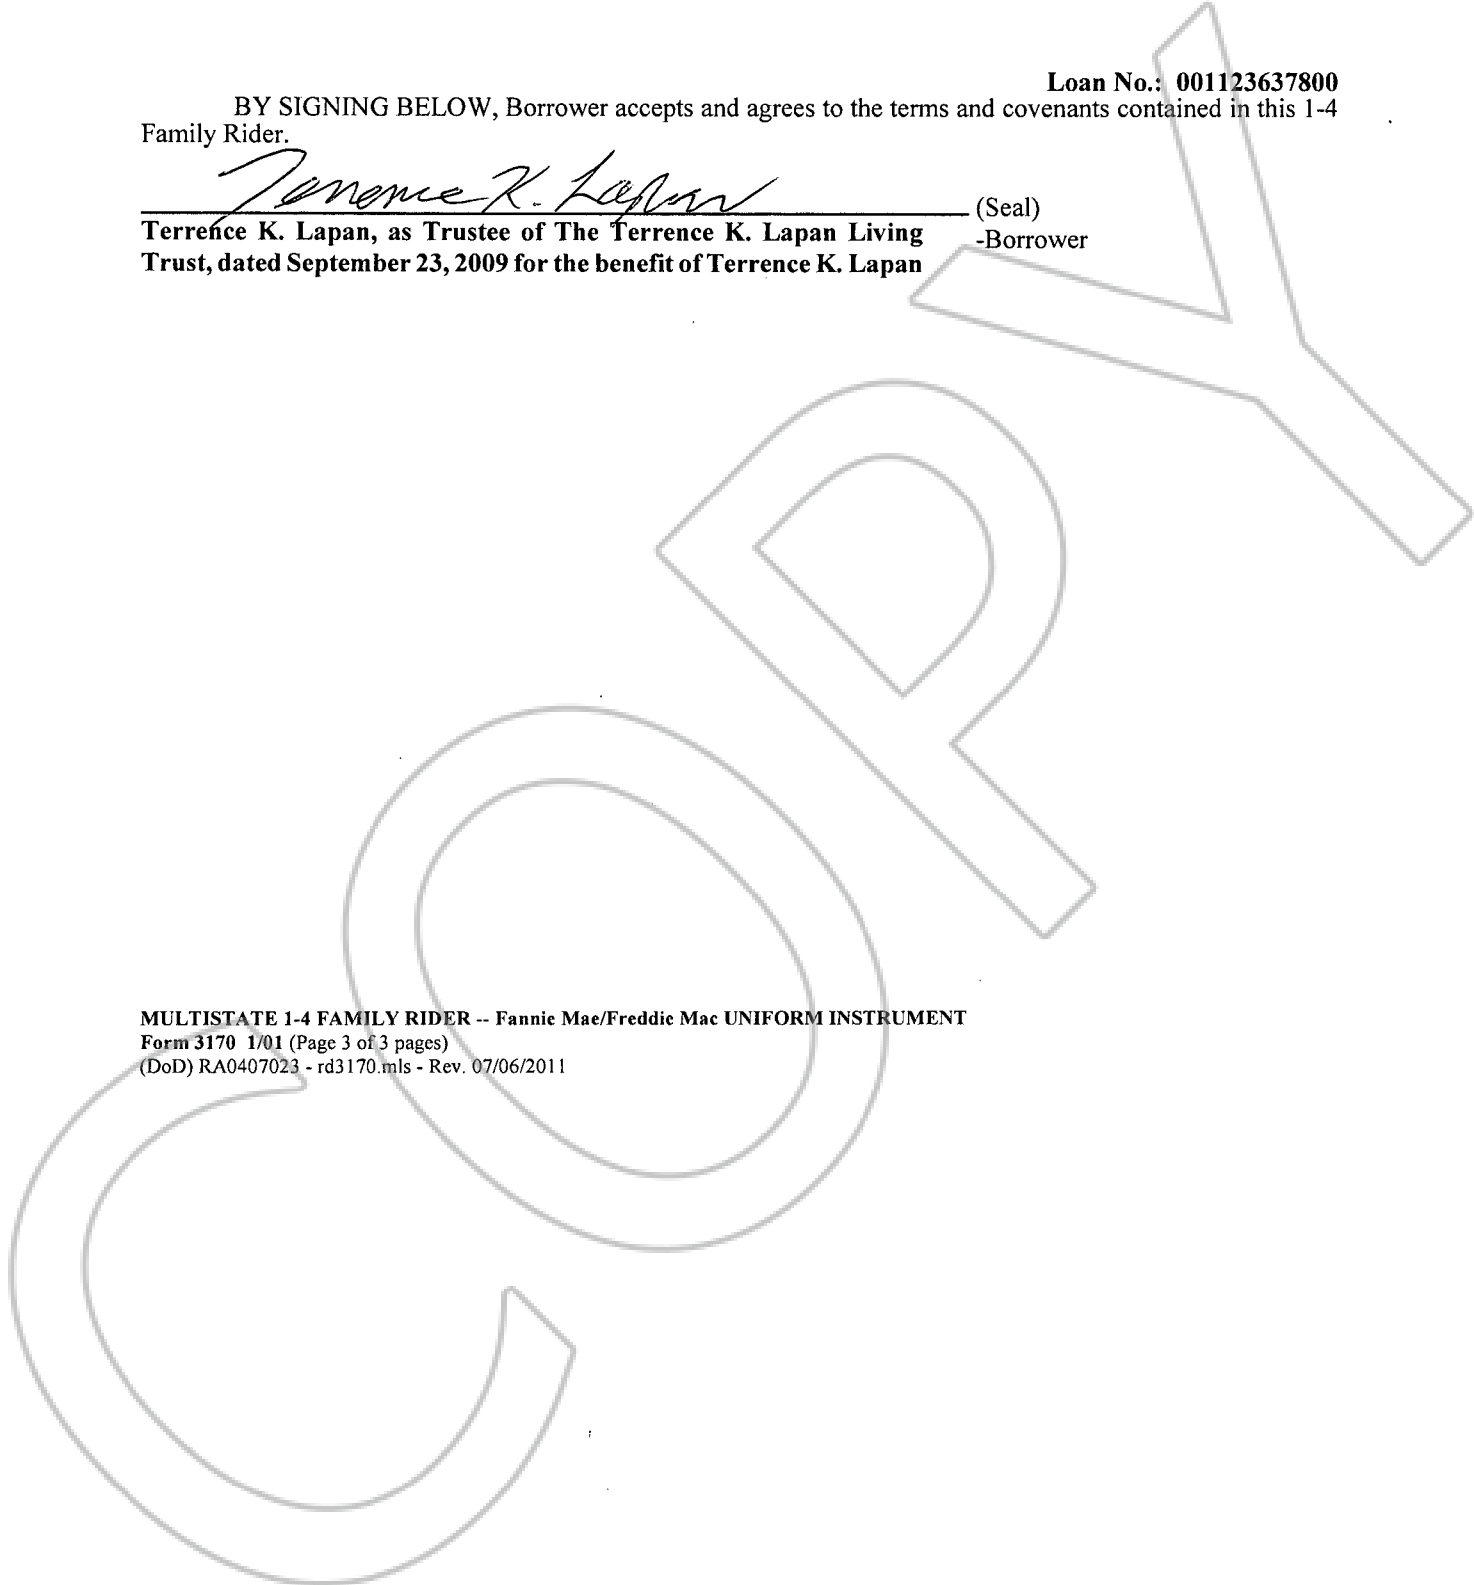 Loan No.: 001123637800
BY SIGNING BELOW, Borrower accepts and agrees to the terms and covenants contained in this 1-4
Family Rider.
Terrence K. Lapan
(Seal)
Terrence K. Lapan, as Trustee of The Terrence K. Lapan Living
-Borrower
Trust, dated September 23, 2009 for the benefit of Terrence K. Lapan
COPY
MULTISTATE 1-4 FAMILY RIDER -- Fannie Mae/Freddie Mac UNIFORM INSTRUMENT
Form 3170 1/01 (Page 3 of 3 pages)
(DoD) RA0407023 - rd3170.mls - Rev. 07/06/2011